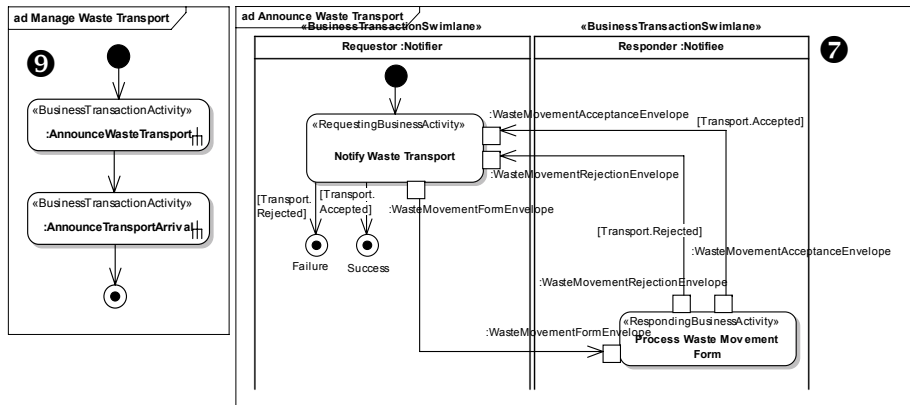 ad Manage Waste Transport
❾
«BusinessTransactionActivity»
:AnnounceWasteTransport
«BusinessTransactionActivity»
:AnnounceTransportArrival
ad Announce Waste Transport
«BusinessTransactionSwimlane»
Requestor :Notifier
«BusinessTransactionSwimlane»
Responder :Notifiee
❼
«RequestingBusinessActivity»
Notify Waste Transport
:WasteMovementAcceptanceEnvelope
[Transport.Accepted]
:WasteMovementRejectionEnvelope
[Transport.
Rejected]
[Transport.
Accepted]
:WasteMovementFormEnvelope
Failure
Success
[Transport.Rejected]
:WasteMovementAcceptanceEnvelope
:WasteMovementRejectionEnvelope
:WasteMovementFormEnvelope
«RespondingBusinessActivity»
Process Waste Movement
Form